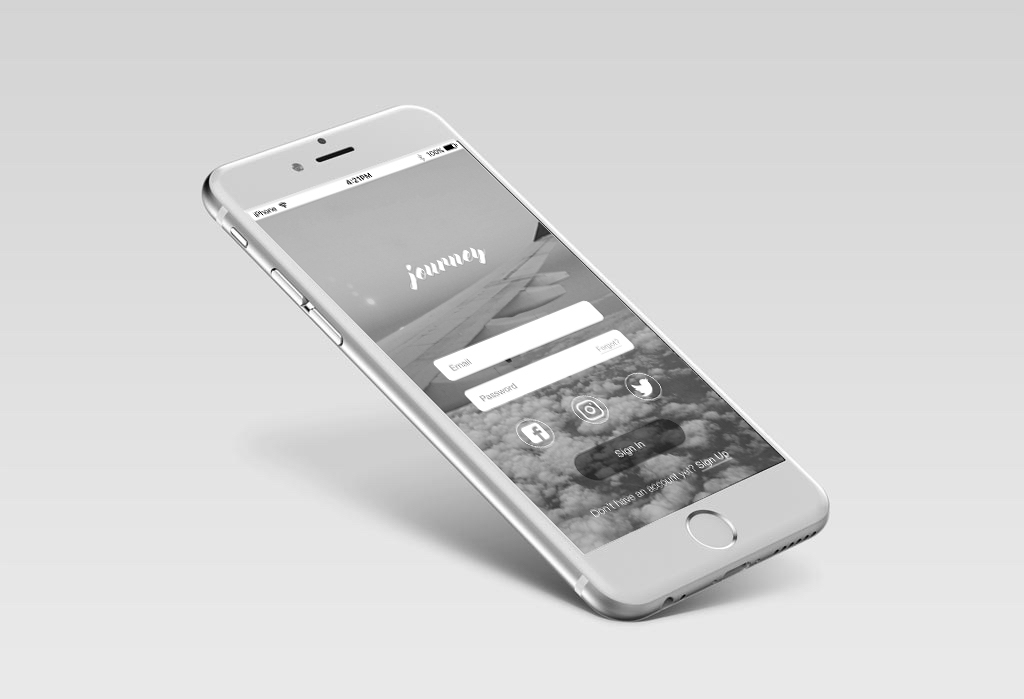 iPhone 4:21PM 100%
journey
Email
Password Forgot?
Sign In
Don't have an account yet? Sign Up